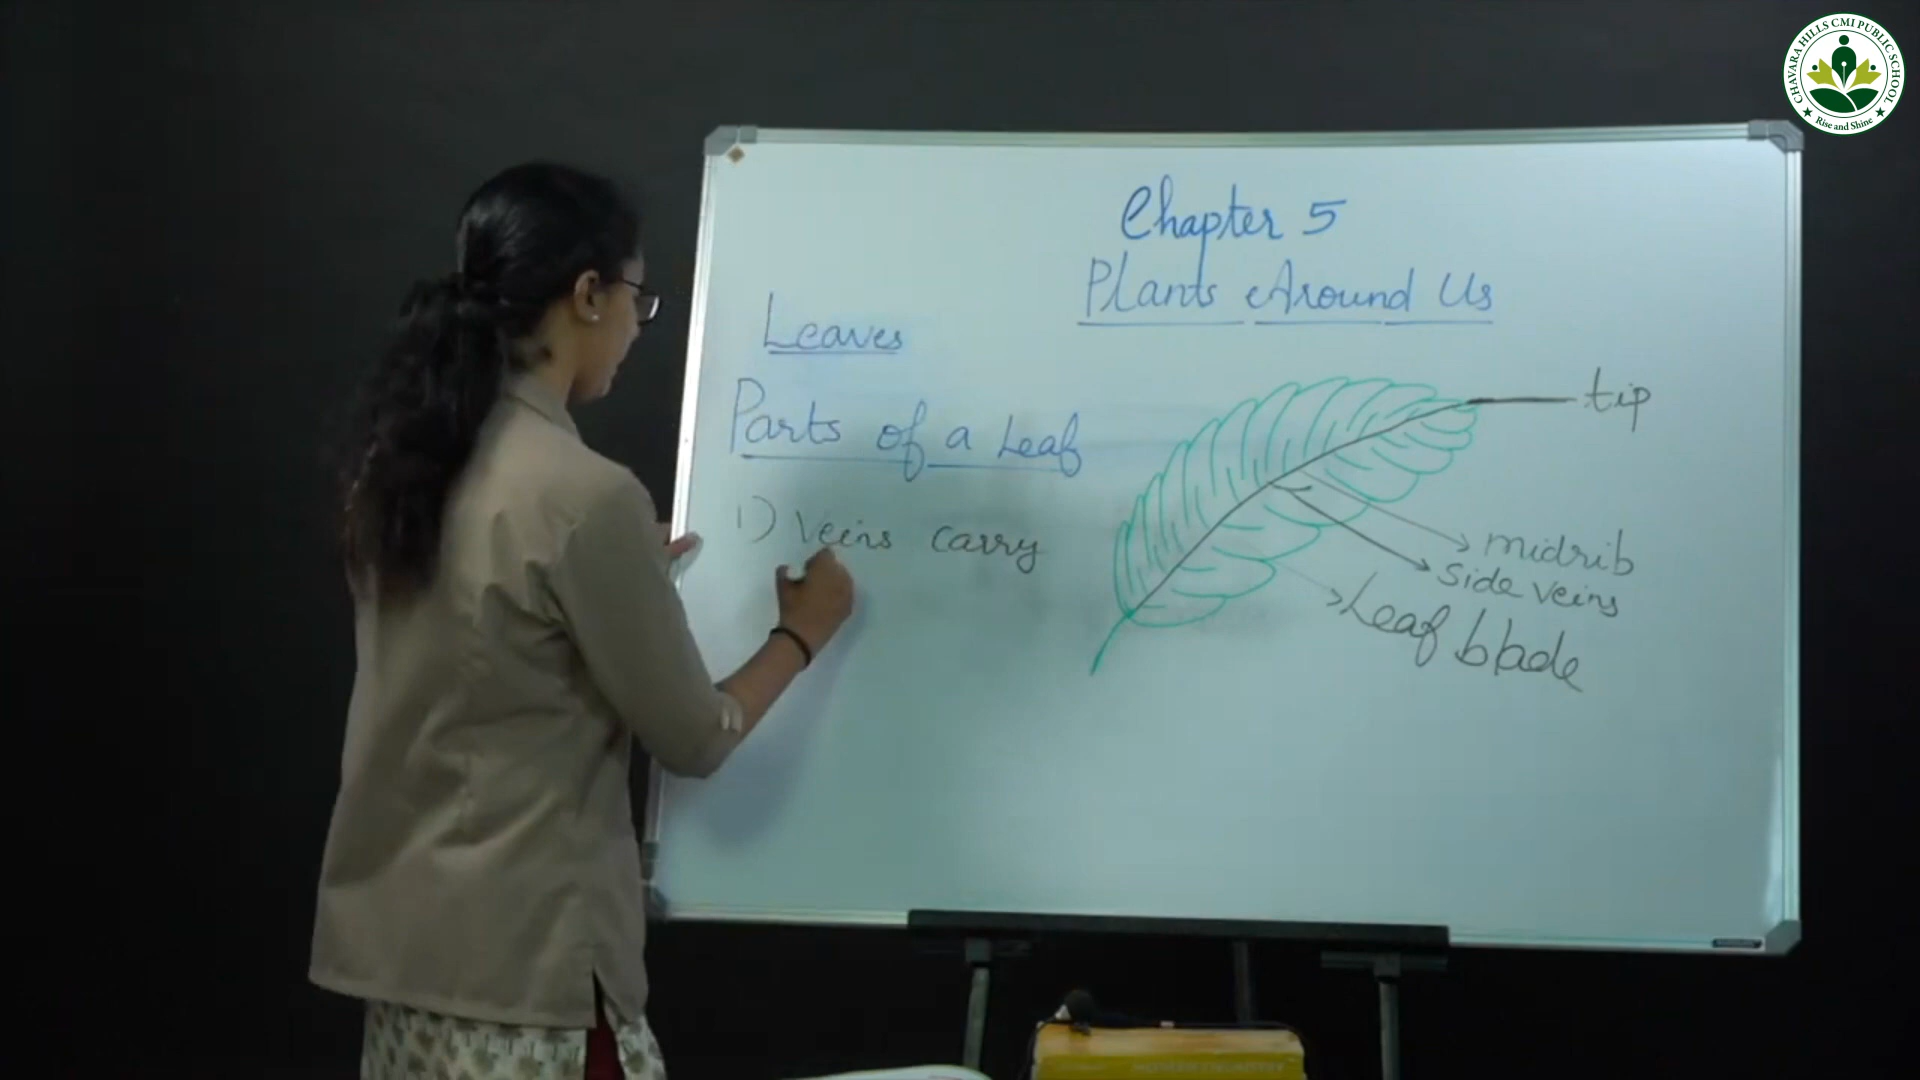 CHAVARA HILLS CMI PUBLIC SCHOOL
Rise and Shine
Chapter 5
Plants Around Us
Leaves
Parts of a Leaf
1) Veins carry
tip
midrib
Side veins
Leaf blade